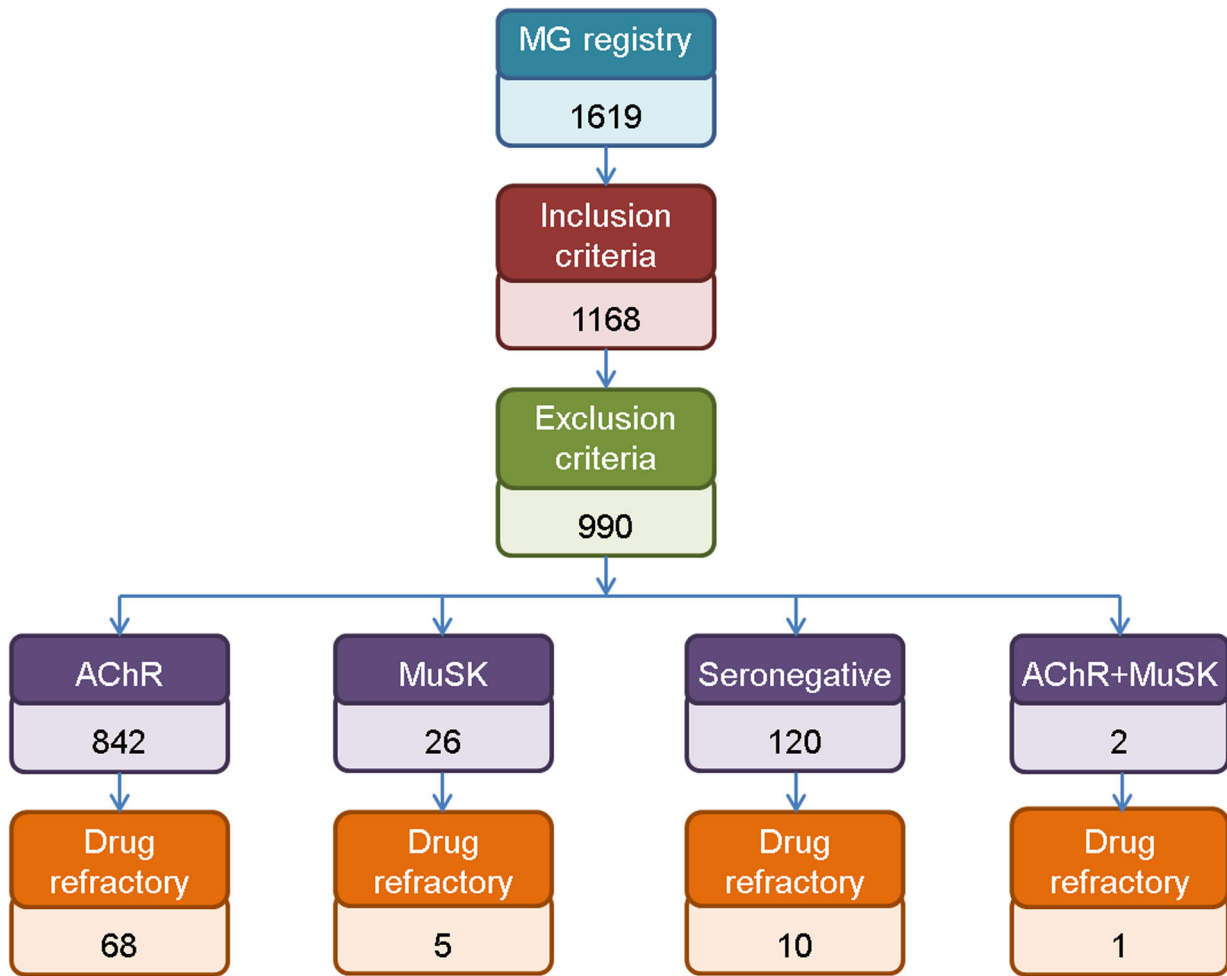 MG registry
1619
Inclusion
criteria
1168
Exclusion
criteria
990
AChR
842
MuSK
26
Seronegative
120
AChR+MuSK
2
Drug
refractory
68
Drug
refractory
5
Drug
refractory
10
Drug
refractory
1